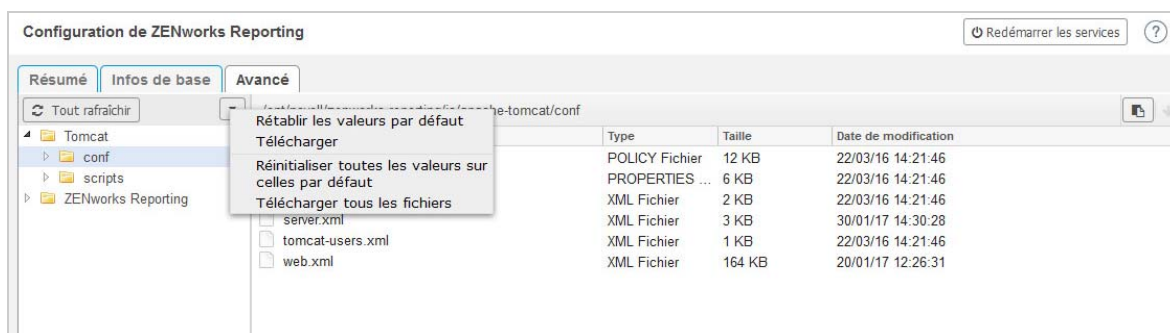 Configuration de ZENworks Reporting
Redémarrer les services ?
Résumé Infos de base Avancé
Tout rafraîchir
Rétablir les valeurs par défaut
Télécharger
Réinitialiser toutes les valeurs sur
celles par défaut
Télécharger tous les fichiers
Tomcat
conf
scripts
ZENworks Reporting
Type Taille Date de modification
POLICY Fichier 12 KB 22/03/16 14:21:46
PROPERTIES ... 6 KB 22/03/16 14:21:46
XML Fichier 2 KB 22/03/16 14:21:46
server.xml XML Fichier 3 KB 30/01/17 14:30:28
tomcat-users.xml XML Fichier 1 KB 22/03/16 14:21:46
web.xml XML Fichier 164 KB 20/01/17 12:26:31